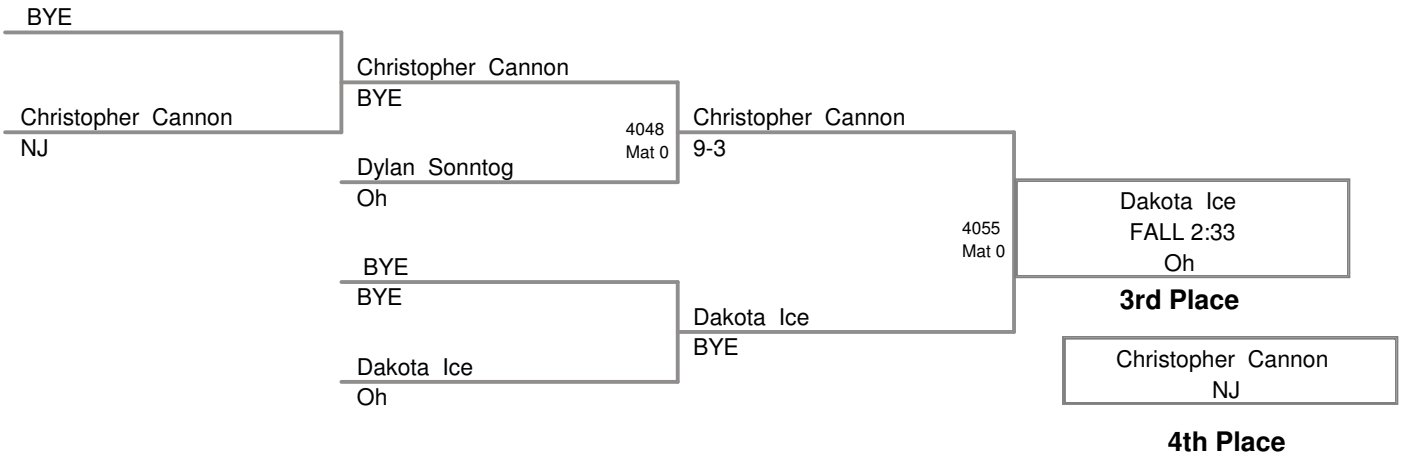 BYE
Christopher Cannon
BYE
Christopher Cannon
NJ
4048
Mat 0
Christopher Cannon
9-3
Dylan Sonntog
Oh
4055
Mat 0
Dakota Ice
FALL 2:33
Oh
3rd Place
BYE
BYE
Dakota Ice
BYE
Dakota Ice
Oh
Christopher Cannon
NJ
4th Place